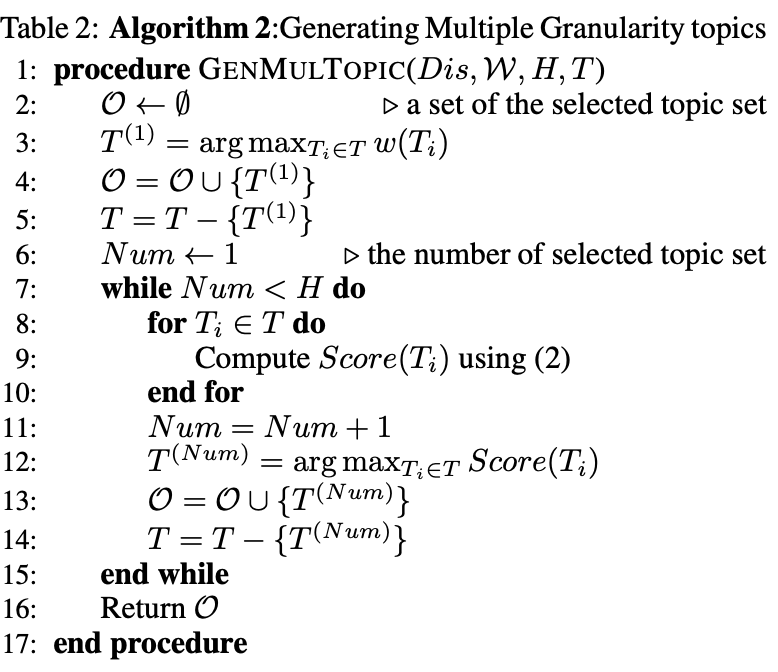 Table 2: Algorithm 2:Generating Multiple Granularity topics
1: procedure GENMULTOPIC(Dis, 𝒲, H, T)
2: 𝒪 ← ∅ ▷ a set of the selected topic set
3: T^{(1)} = arg max_{T_i∈T} w(T_i)
4: 𝒪 = 𝒪 ∪ {T^{(1)}}
5: T = T − {T^{(1)}}
6: Num ← 1 ▷ the number of selected topic set
7: while Num < H do
8: for T_i ∈ T do
9: Compute Score(T_i) using (2)
10: end for
11: Num = Num + 1
12: T^{(Num)} = arg max_{T_i∈T} Score(T_i)
13: 𝒪 = 𝒪 ∪ {T^{(Num)}}
14: T = T − {T^{(Num)}}
15: end while
16: Return 𝒪
17: end procedure